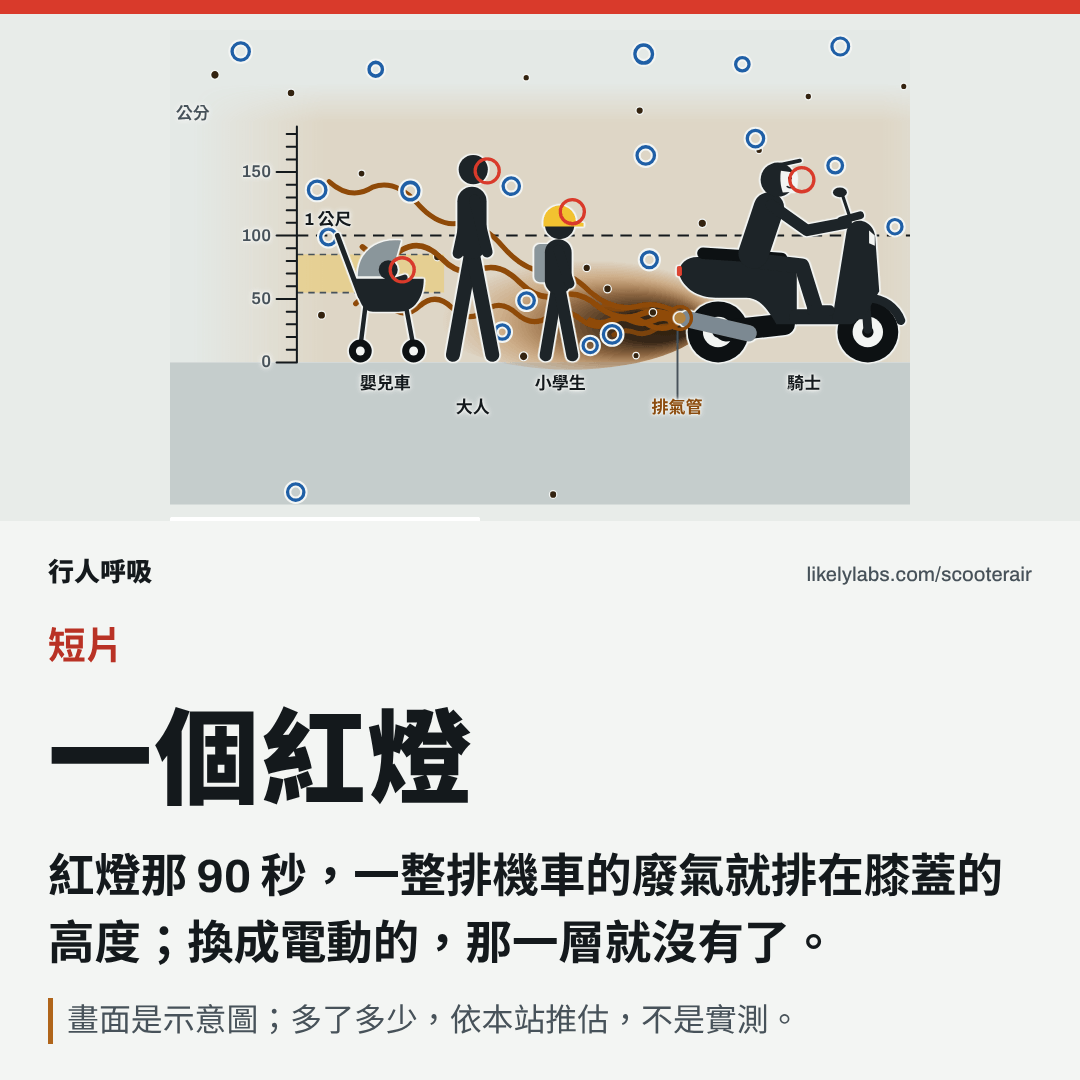 公分
150
1 公尺
100
50
0
嬰兒車
小學生
騎士
大人
排氣管
行人呼吸
likelylabs.com/scooterair
短片
一個紅燈
紅燈那 90 秒，一整排機車的廢氣就排在膝蓋的
高度；換成電動的，那一層就沒有了。
畫面是示意圖；多了多少，依本站推估，不是實測。